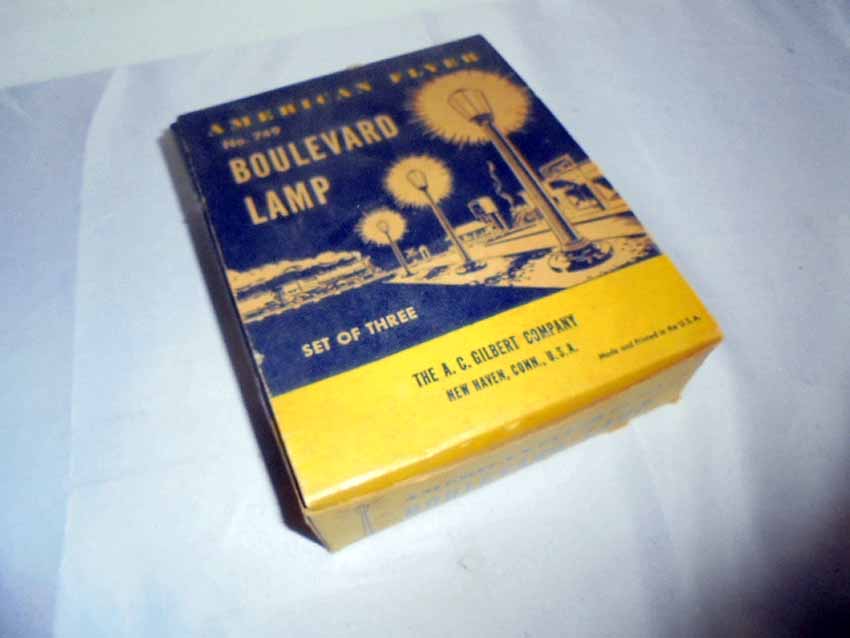 AMERICAN FLYER
No. 749
BOULEVARD
LAMP
SET OF THREE
THE A. C. GILBERT COMPANY
NEW HAVEN, CONN., U. S. A.
Made and Printed in the U.S.A.